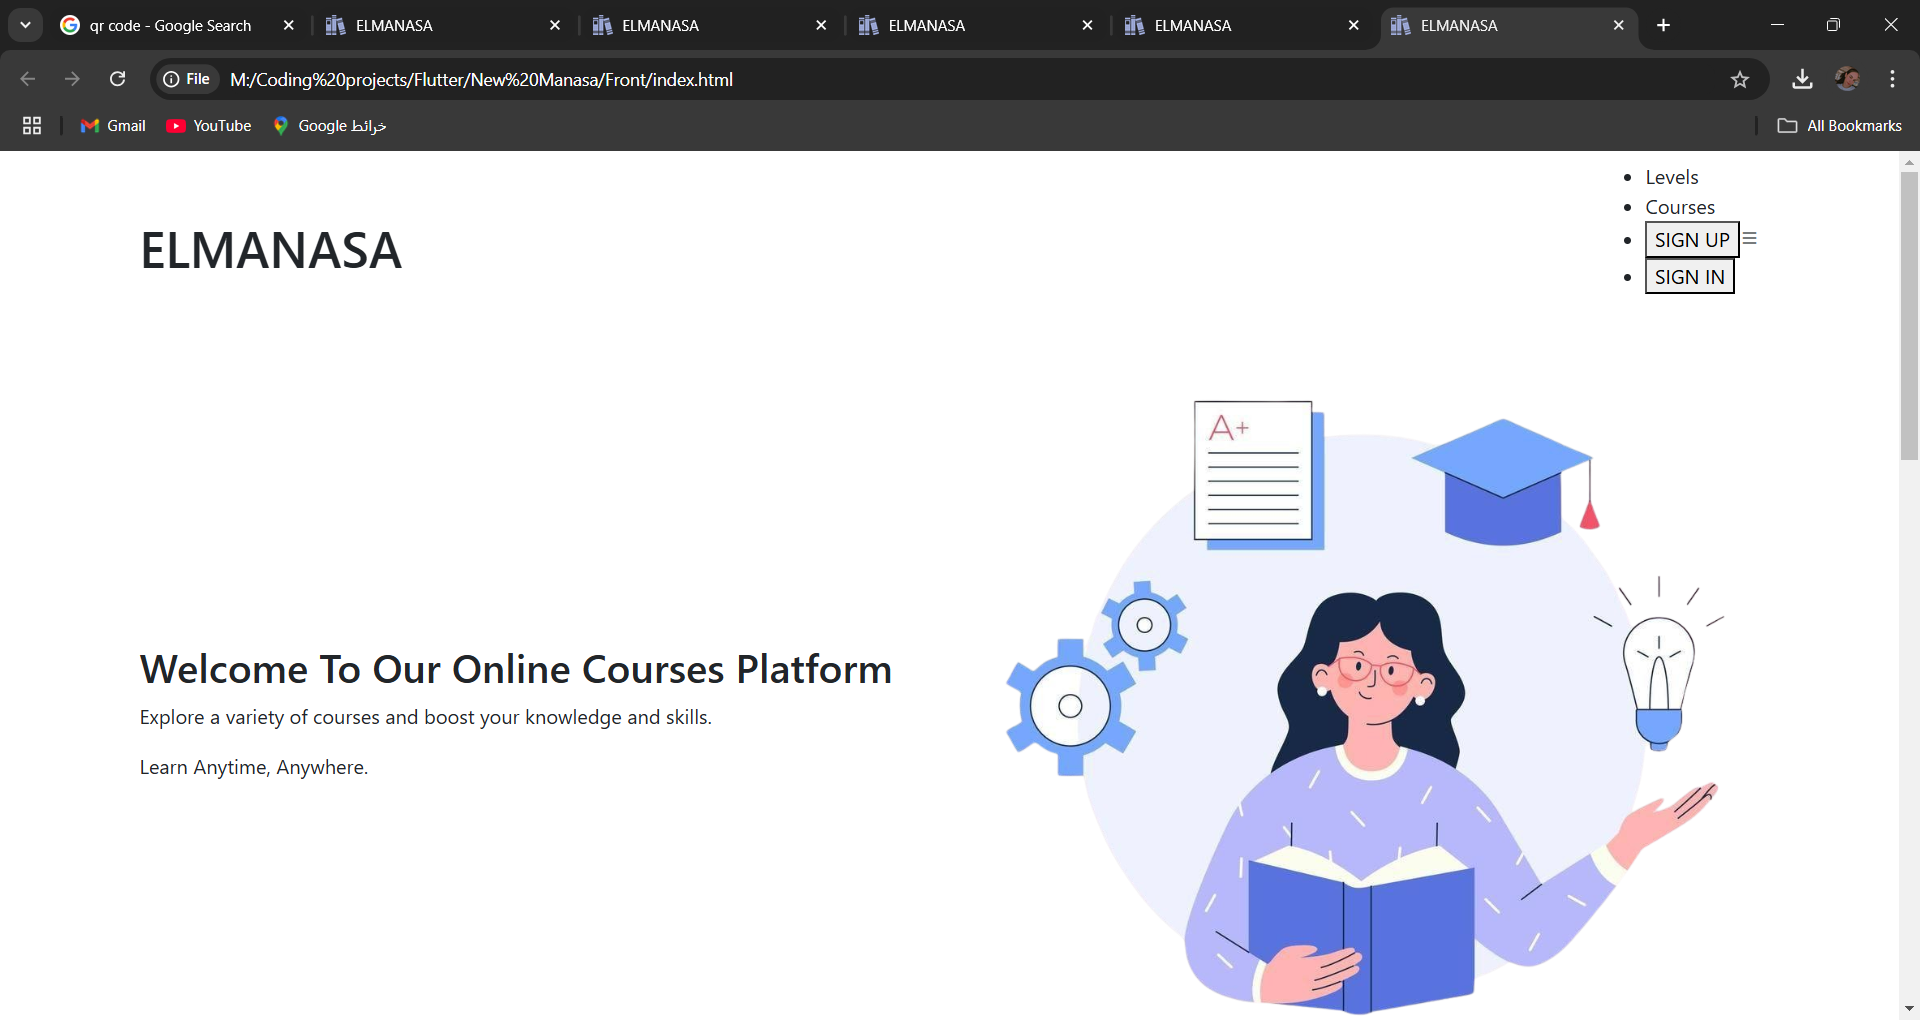 qr code - Google Search
ELMANASA
ELMANASA
ELMANASA
ELMANASA
ELMANASA
File
M:/Coding%20projects/Flutter/New%20Manasa/Front/index.html
Gmail
YouTube
خرائط Google
All Bookmarks
Levels
Courses
SIGN UP
SIGN IN
ELMANASA
A+
Welcome To Our Online Courses Platform
Explore a variety of courses and boost your knowledge and skills.
Learn Anytime, Anywhere.